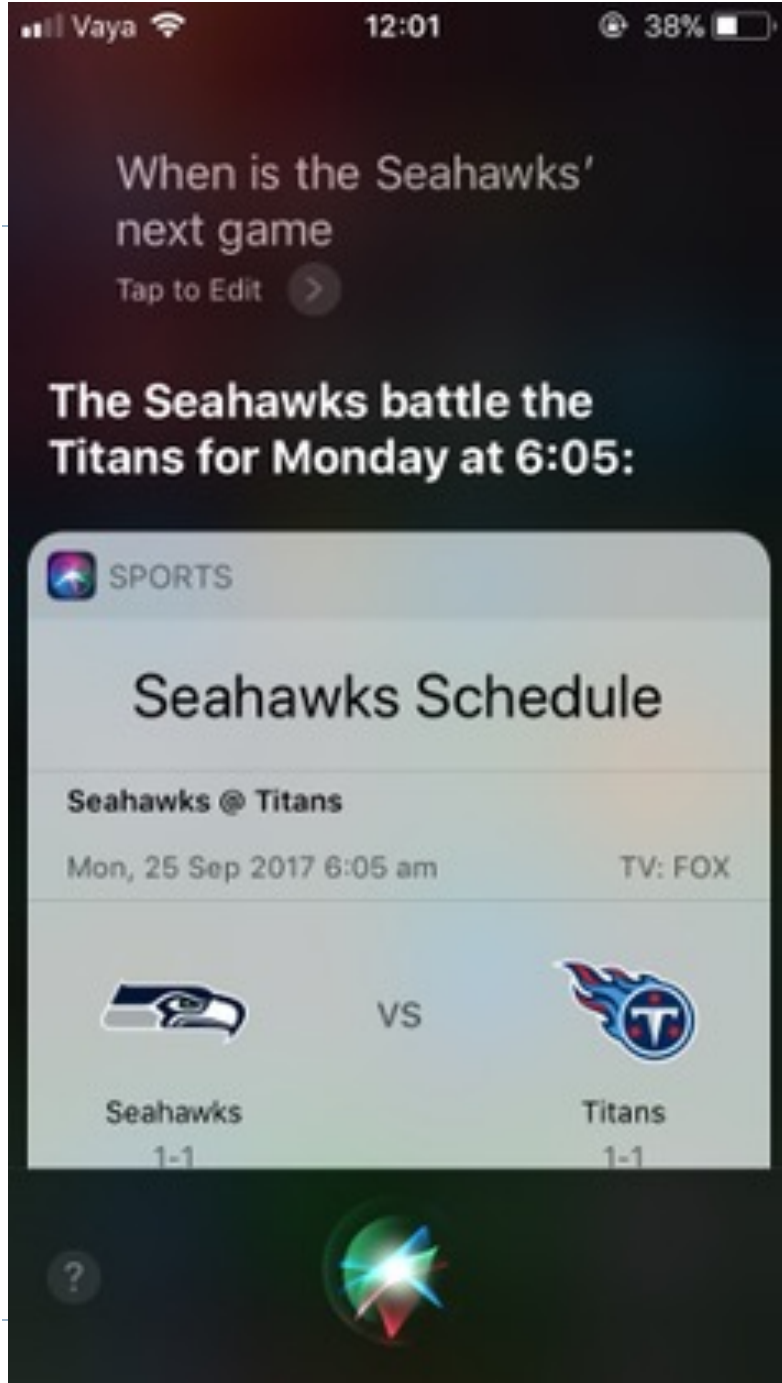 Vaya 12:01 38%
When is the Seahawks’
next game
Tap to Edit >
The Seahawks battle the
Titans for Monday at 6:05:
SPORTS
Seahawks Schedule
Seahawks @ Titans
Mon, 25 Sep 2017 6:05 am TV: FOX
VS
T
Seahawks Titans
1-1 1-1
?